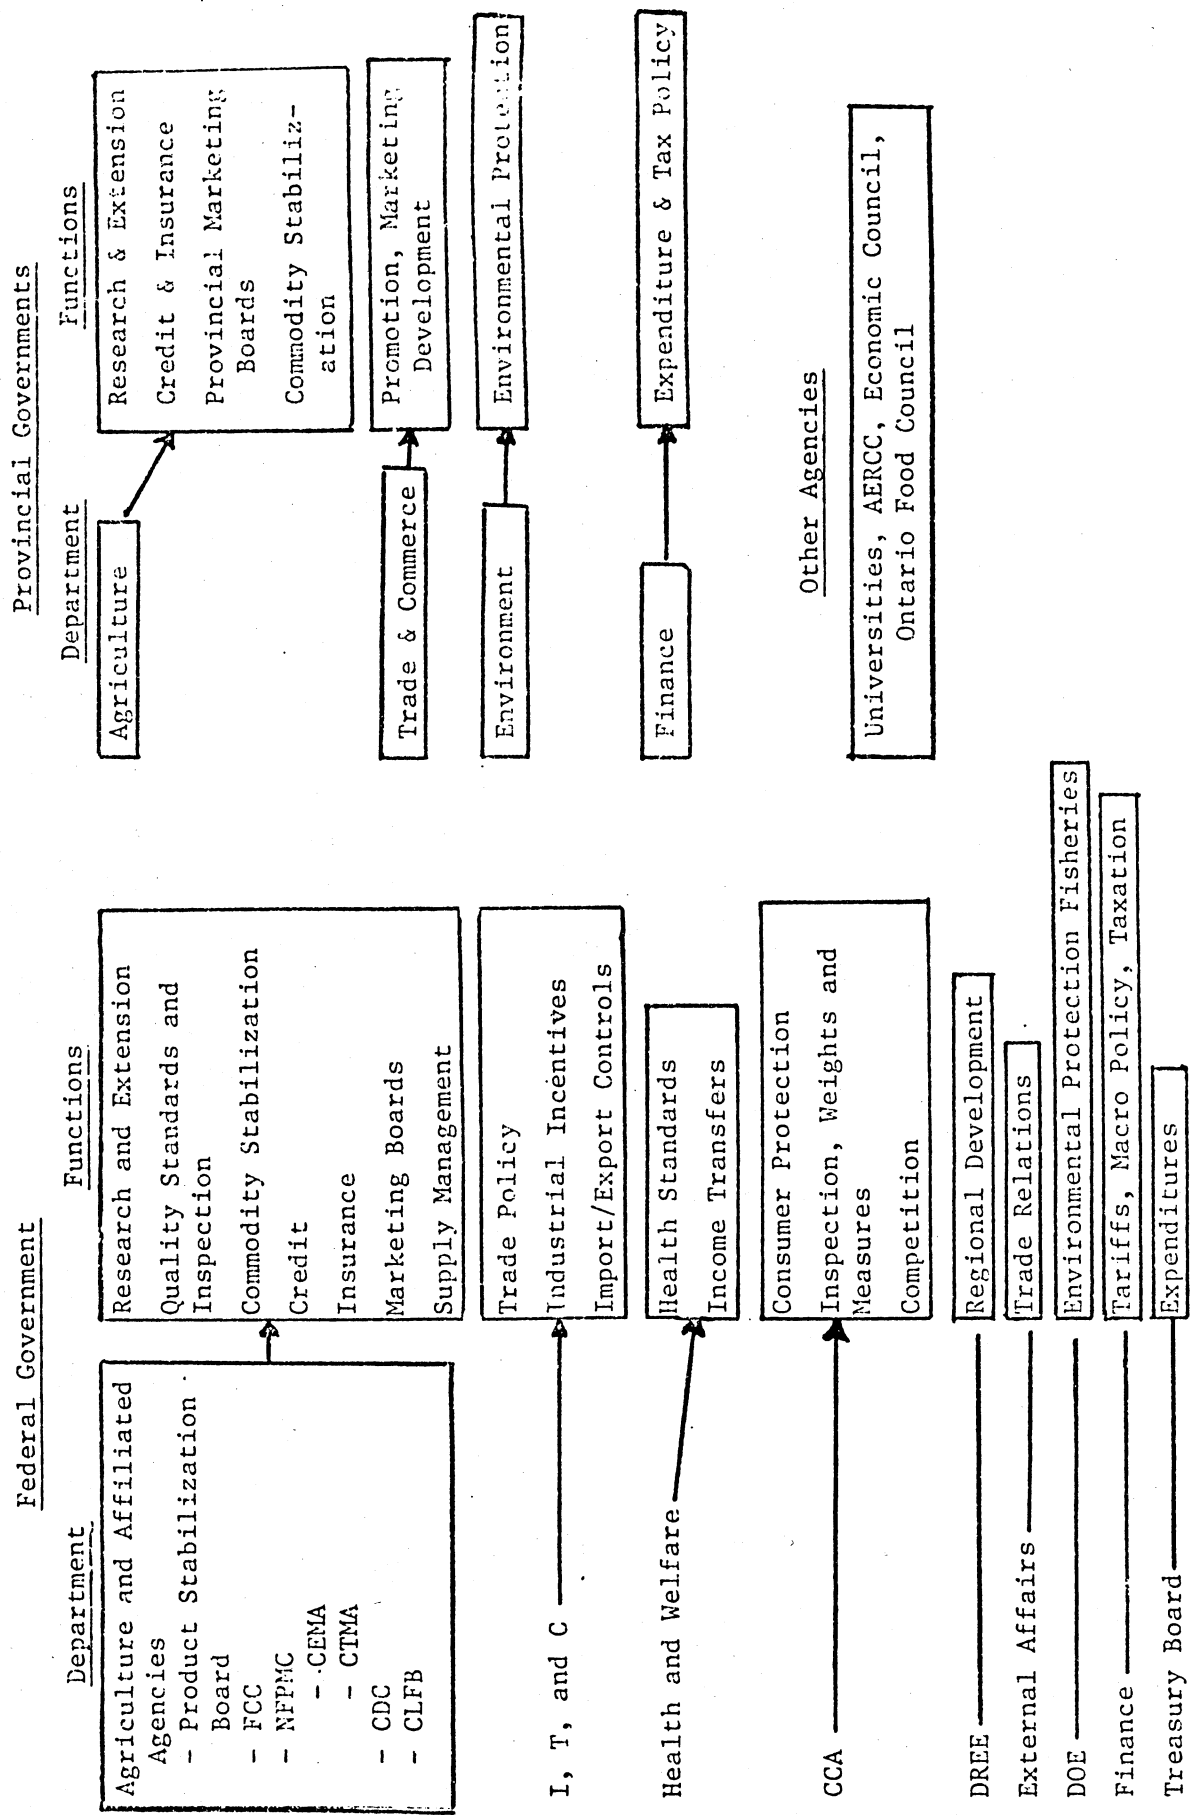 Federal Government
Department
Functions
Agriculture and Affiliated
Agencies
- Product Stabilization
Board
- FCC
- NFPMC
- CEMA
- CTMA
- CDC
- CLFB
Research and Extension
Quality Standards and
Inspection
Commodity Stabilization
Credit
Insurance
Marketing Boards
Supply Management
I, T, and C
Trade Policy
Industrial Incentives
Import/Export Controls
Health and Welfare
Health Standards
Income Transfers
CCA
Consumer Protection
Inspection, Weights and
Measures
Competition
DREE
Regional Development
External Affairs
Trade Relations
DOE
Environmental Protection Fisheries
Finance
Tariffs, Macro Policy, Taxation
Treasury Board
Expenditures
Provincial Governments
Department
Functions
Agriculture
Research & Extension
Credit & Insurance
Provincial Marketing
Boards
Commodity Stabiliz-
ation
Trade & Commerce
Promotion, Marketing
Development
Environment
Environmental Protection
Finance
Expenditure & Tax Policy
Other Agencies
Universities, AERCC, Economic Council,
Ontario Food Council